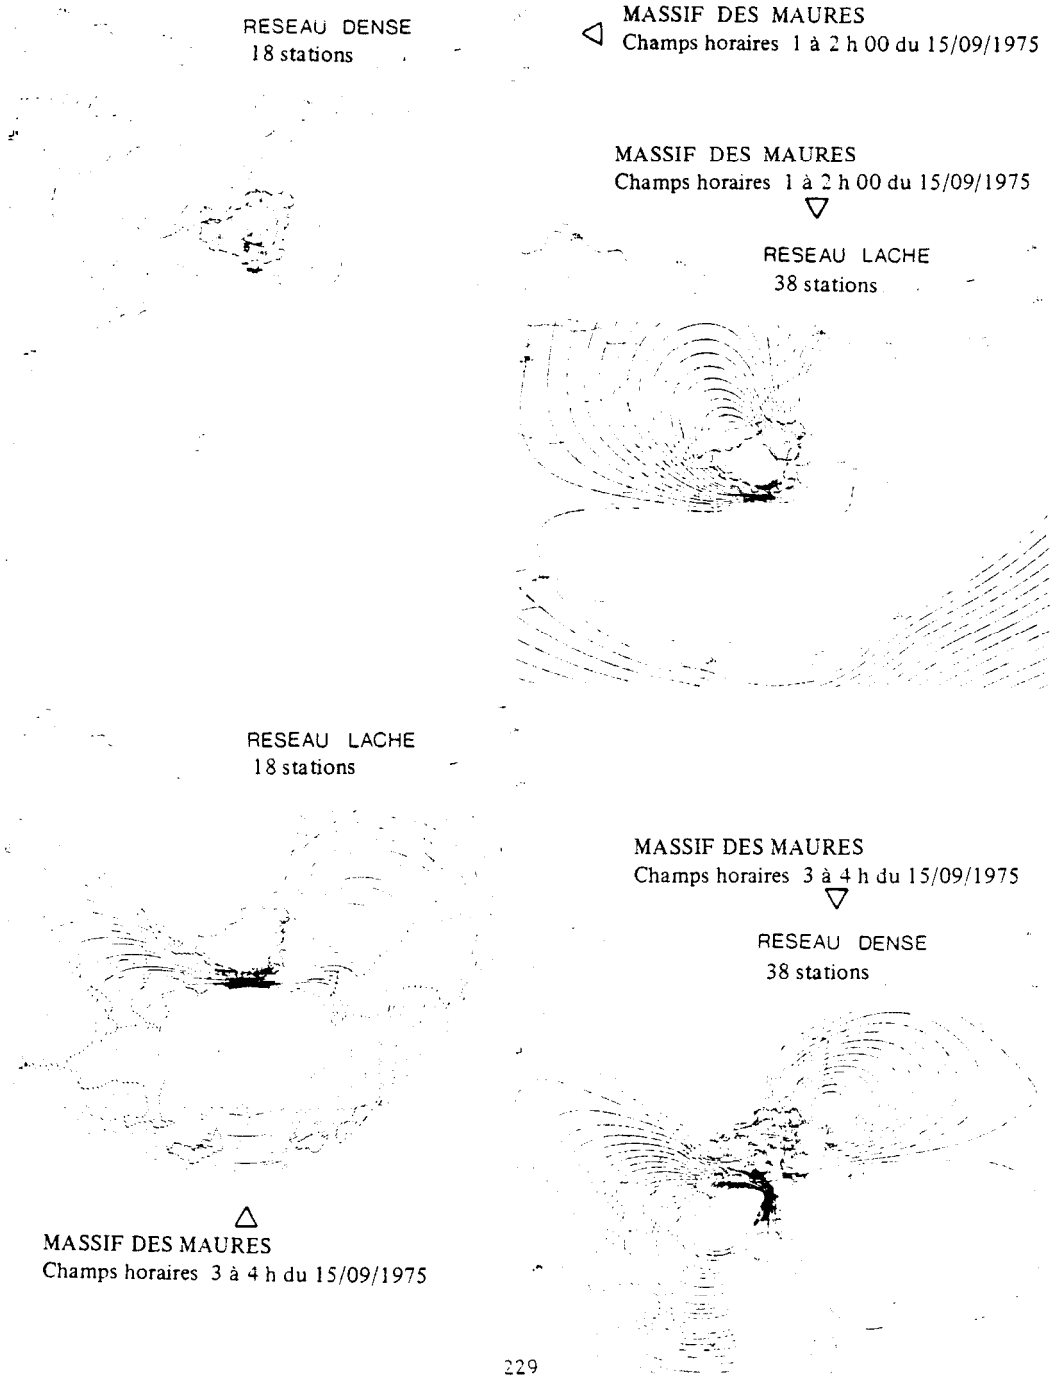 RESEAU DENSE
18 stations
MASSIF DES MAURES
Champs horaires 1 à 2 h 00 du 15/09/1975
MASSIF DES MAURES
Champs horaires 1 à 2 h 00 du 15/09/1975
RESEAU LACHE
38 stations
RESEAU LACHE
18 stations
MASSIF DES MAURES
Champs horaires 3 à 4 h du 15/09/1975
RESEAU DENSE
38 stations
MASSIF DES MAURES
Champs horaires 3 à 4 h du 15/09/1975
229